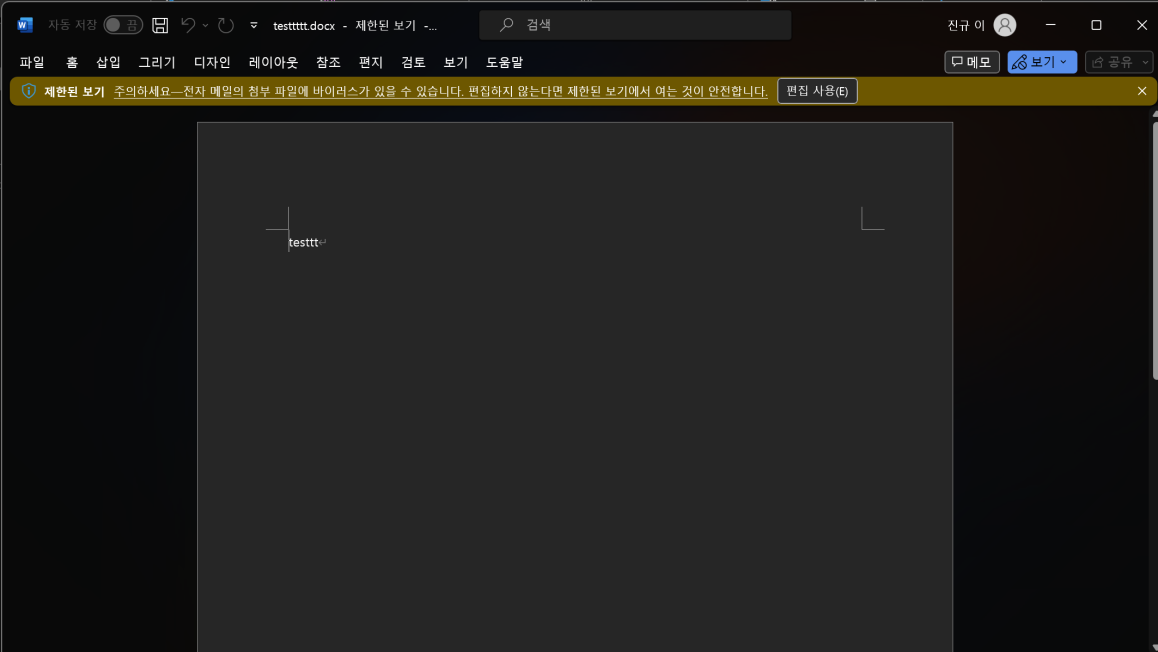 자동 저장 끔 testtttt.docx - 제한된 보기 -... 검색 진규 이
파일 홈 삽입 그리기 디자인 레이아웃 참조 편지 검토 보기 도움말 메모 보기 공유
제한된 보기 주의하세요—전자 메일의 첨부 파일에 바이러스가 있을 수 있습니다. 편집하지 않는다면 제한된 보기에서 여는 것이 안전합니다. 편집 사용(E)
testtt